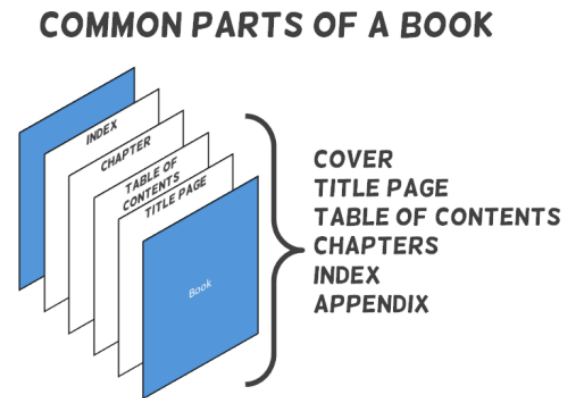 COMMON PARTS OF A BOOK
INDEX
CHAPTER
TABLE OF
CONTENTS
TITLE PAGE
Book
COVER
TITLE PAGE
TABLE OF CONTENTS
CHAPTERS
INDEX
APPENDIX